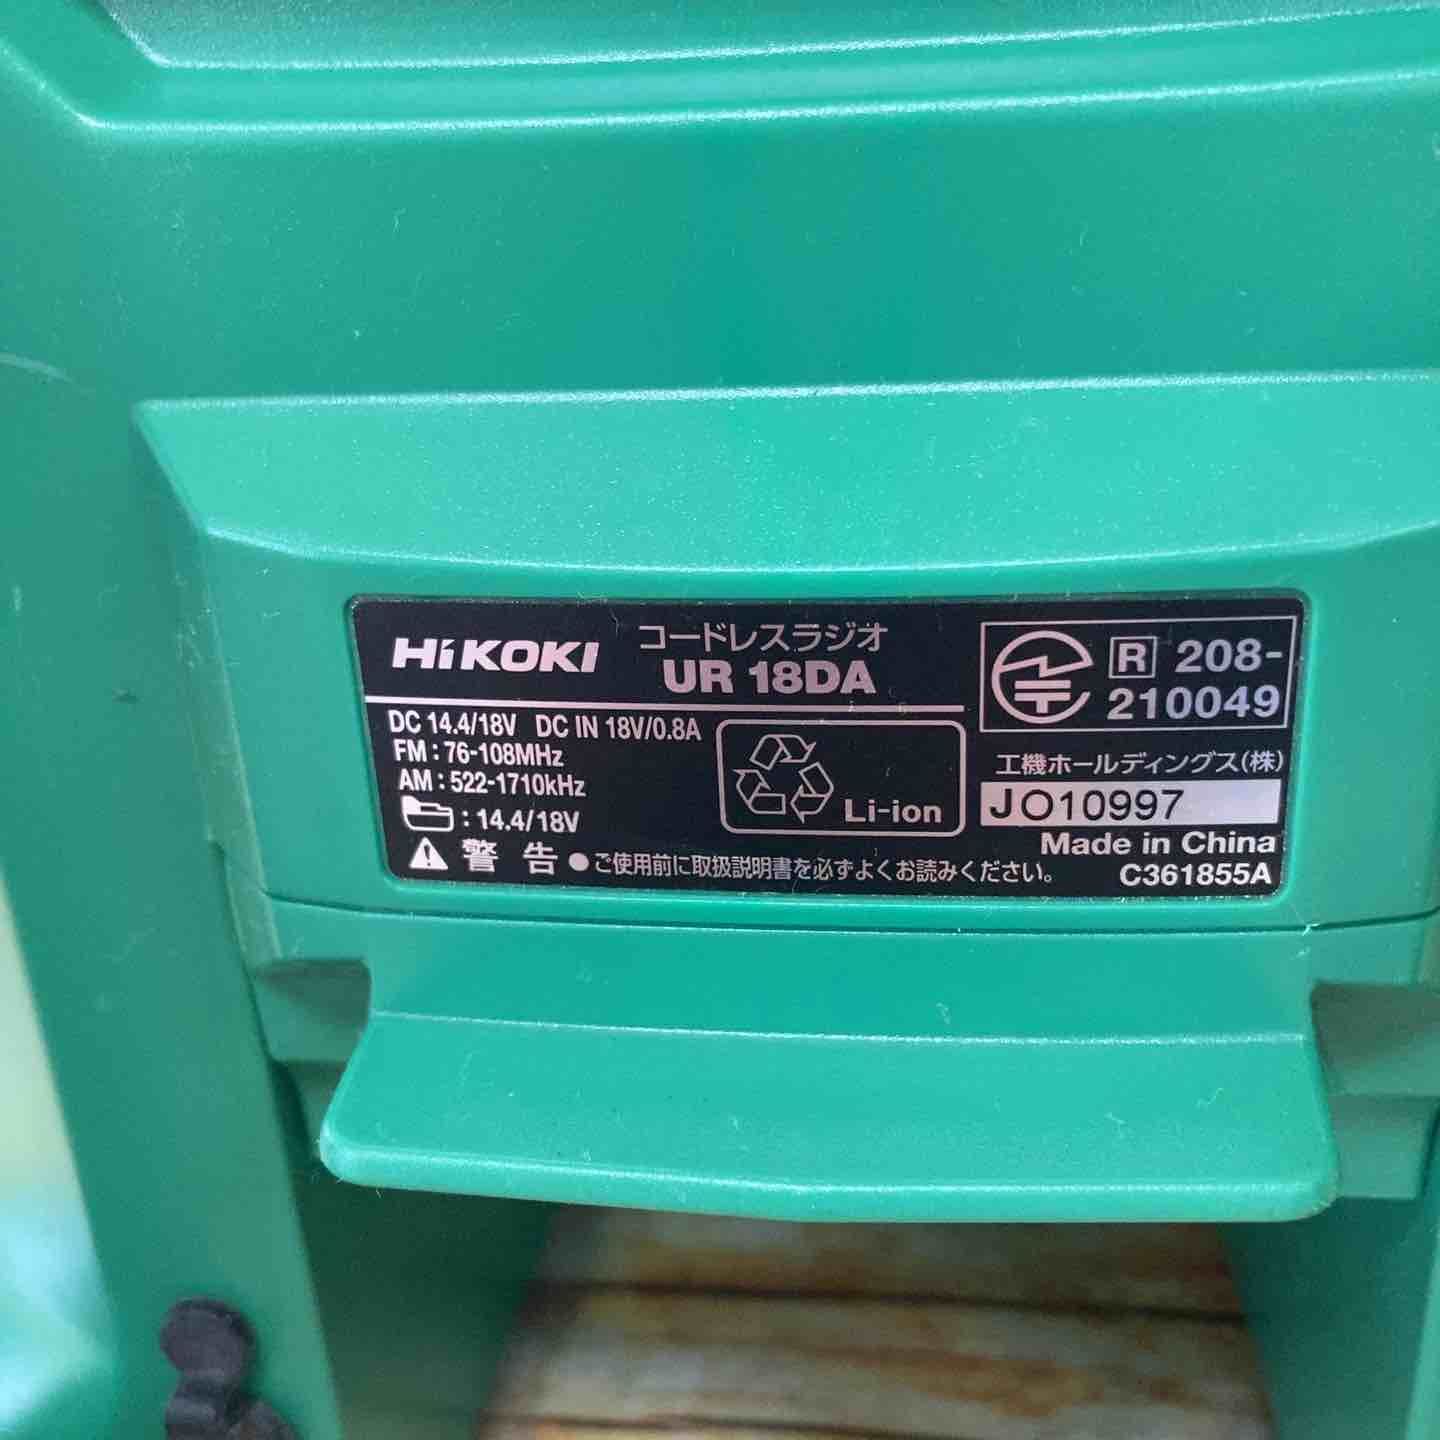 HiKOKI
コードレスラジオ
UR 18DA
R 208-
210049
DC 14.4/18V DC IN 18V/0.8A
FM : 76-108MHz
AM : 522-1710kHz
: 14.4/18V
Li-ion
工機ホールディングス(株)
JO10997
Made in China
警 告 ●ご使用前に取扱説明書を必ずよくお読みください。
C361855A